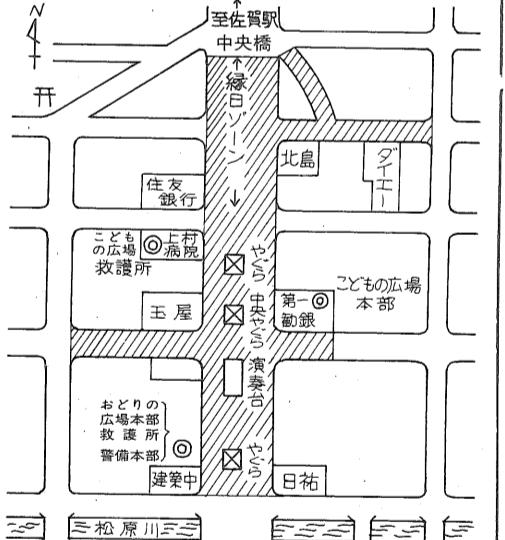 N
至佐賀駅
中央橋
縁日ゾーン
北島
ダイエー
住友
銀行
こども
の広場
救護所
上村
病院
やぐら
こどもの広場
本部
第一
勧銀
玉屋
中央やぐら
演奏台
おどりの
広場本部
救護所
警備本部
やぐら
建築中
日祐
松原川